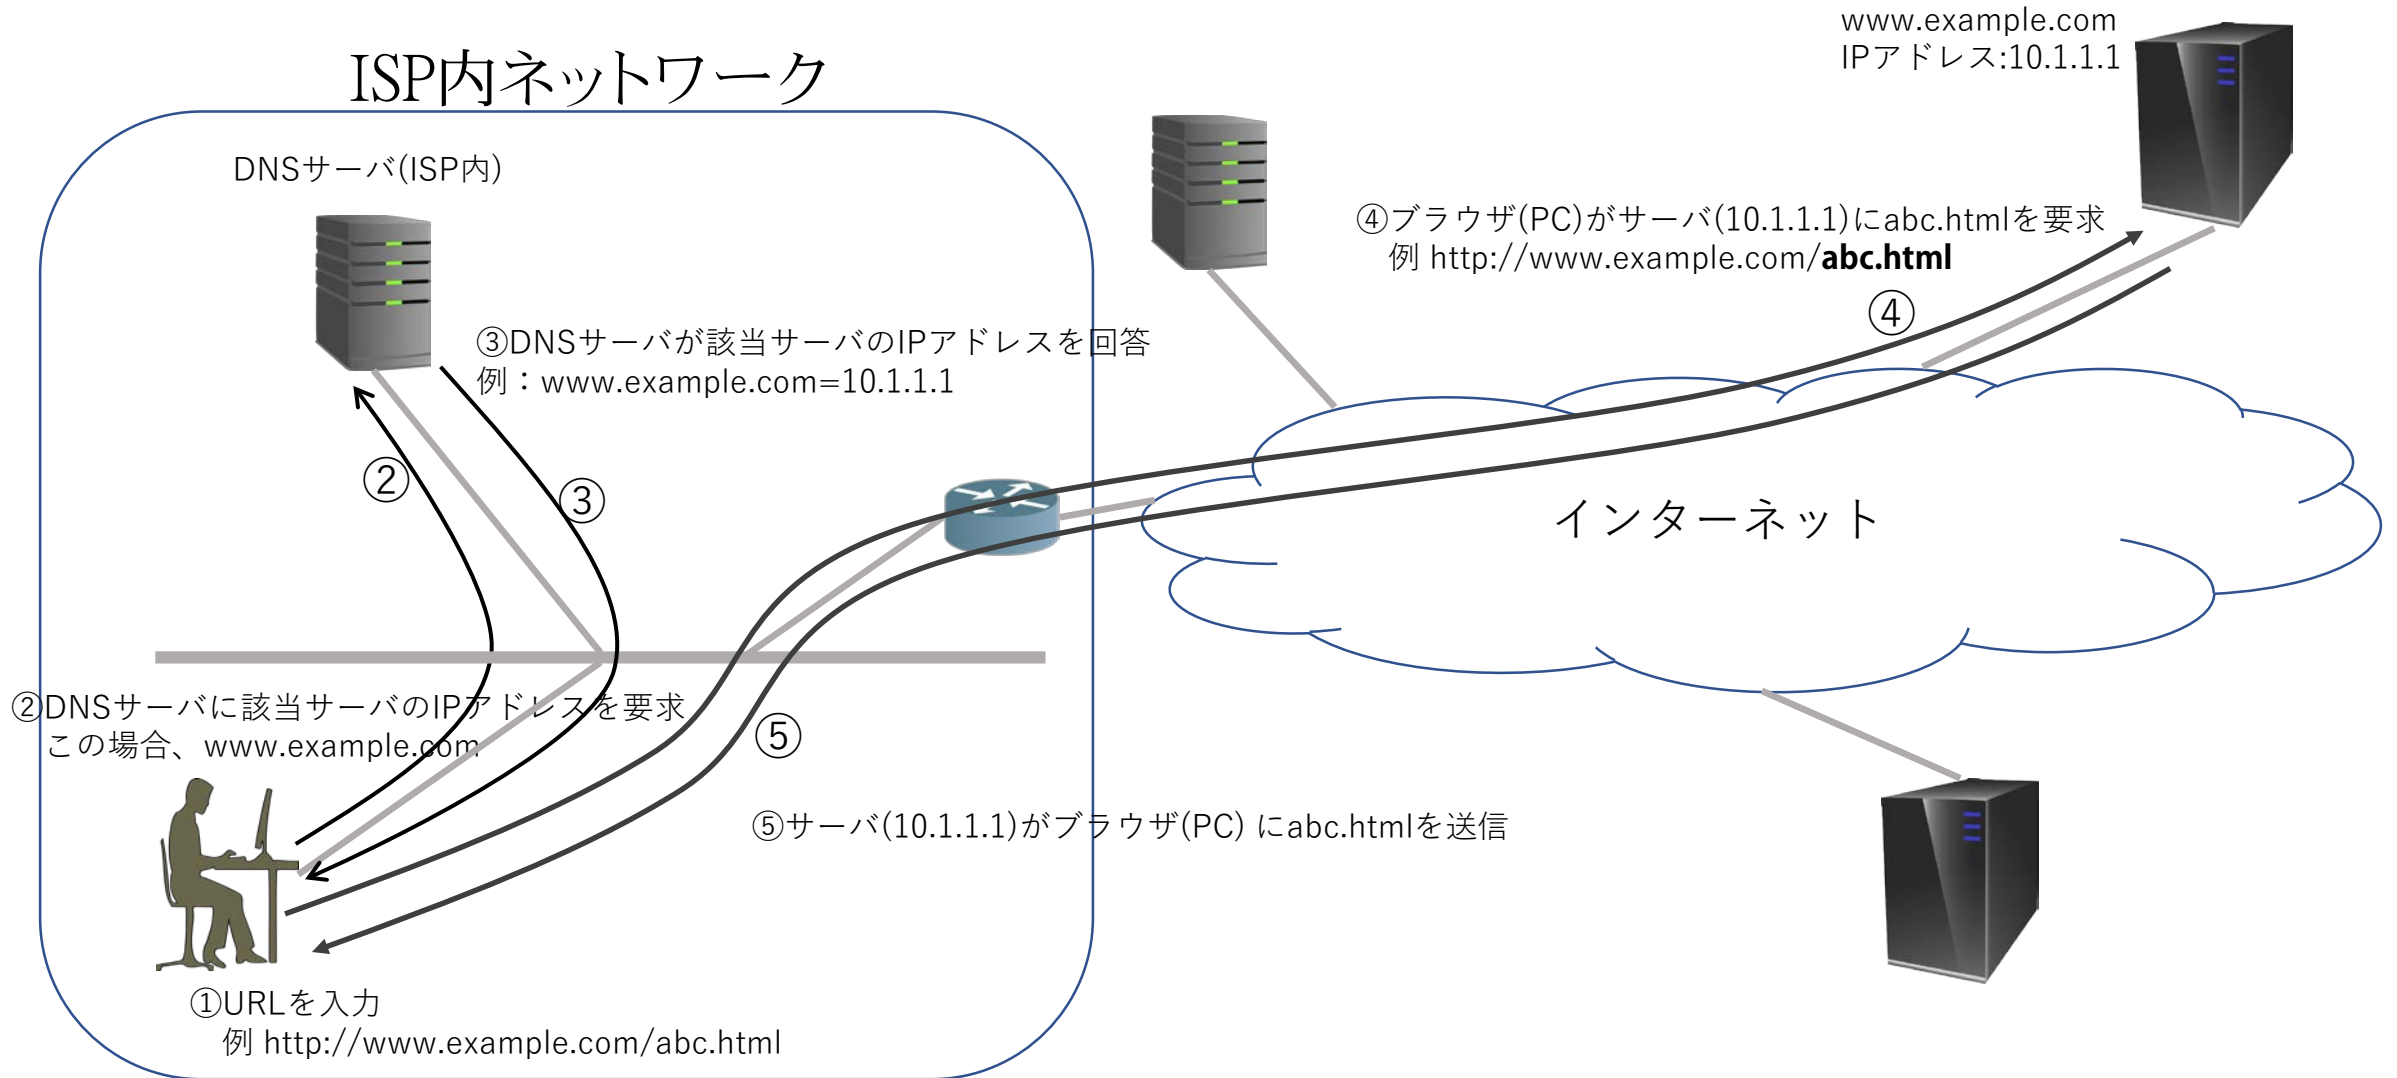 www.example.com
IPアドレス:10.1.1.1
ISP内ネットワーク
DNSサーバ(ISP内)
④ブラウザ(PC)がサーバ(10.1.1.1)にabc.htmlを要求
例 http://www.example.com/abc.html
④
③DNSサーバが該当サーバのIPアドレスを回答
例：www.example.com=10.1.1.1
②
③
インターネット
②DNSサーバに該当サーバのIPアドレスを要求
この場合、www.example.com
⑤
⑤サーバ(10.1.1.1)がブラウザ(PC) にabc.htmlを送信
①URLを入力
例 http://www.example.com/abc.html